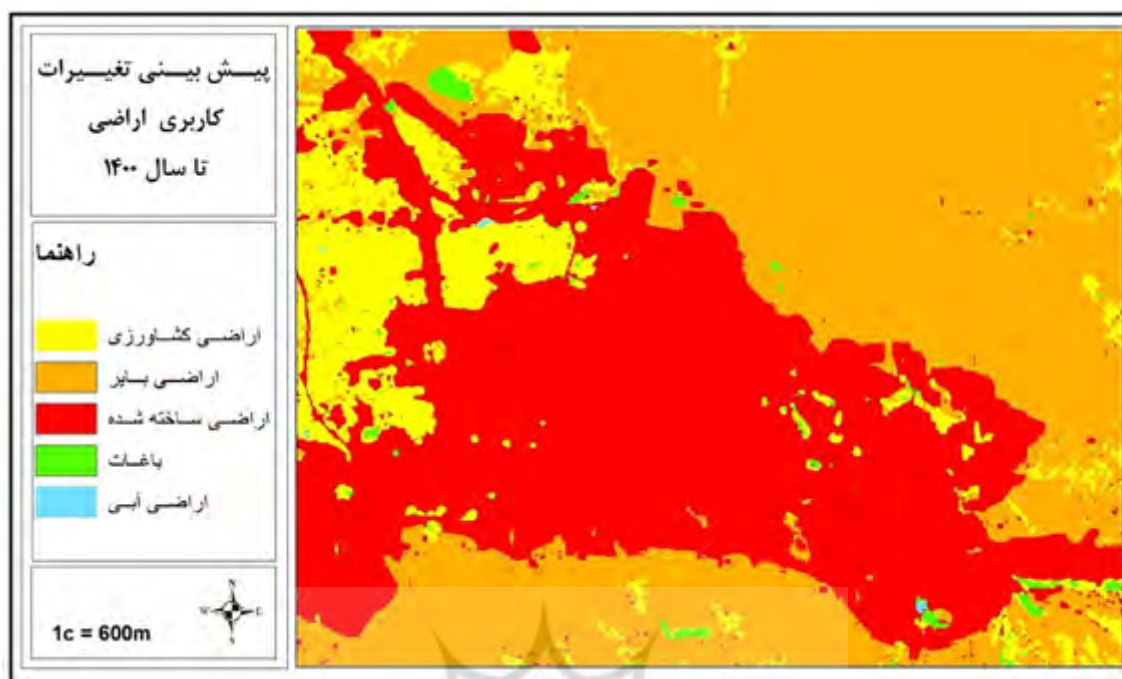 پیش بینی تغییرات
کاربری اراضی
تا سال ۱۴۰۰
راهنما
اراضی کشاورزی
اراضی بایر
اراضی ساخته شده
باغات
اراضی آبی
N
W E
S
1c = 600m